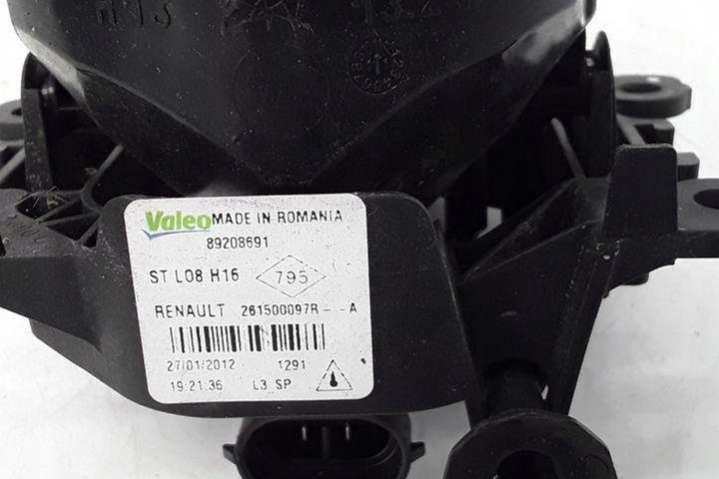 Valeo MADE IN ROMANIA
89208691
ST L08 H16 795
RENAULT 261500097R--A
27/01/2012 1291
19:21:36 L3 SP